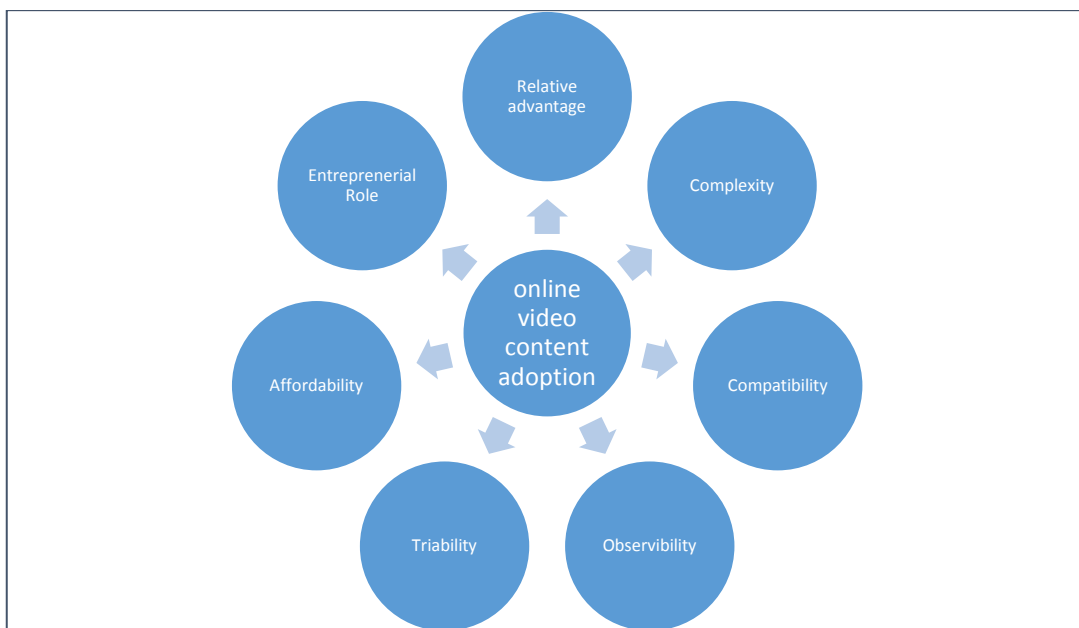 Relative
advantage
Entreprenerial
Role
Complexity
online
video
content
adoption
Affordability
Compatibility
Triability
Observibility